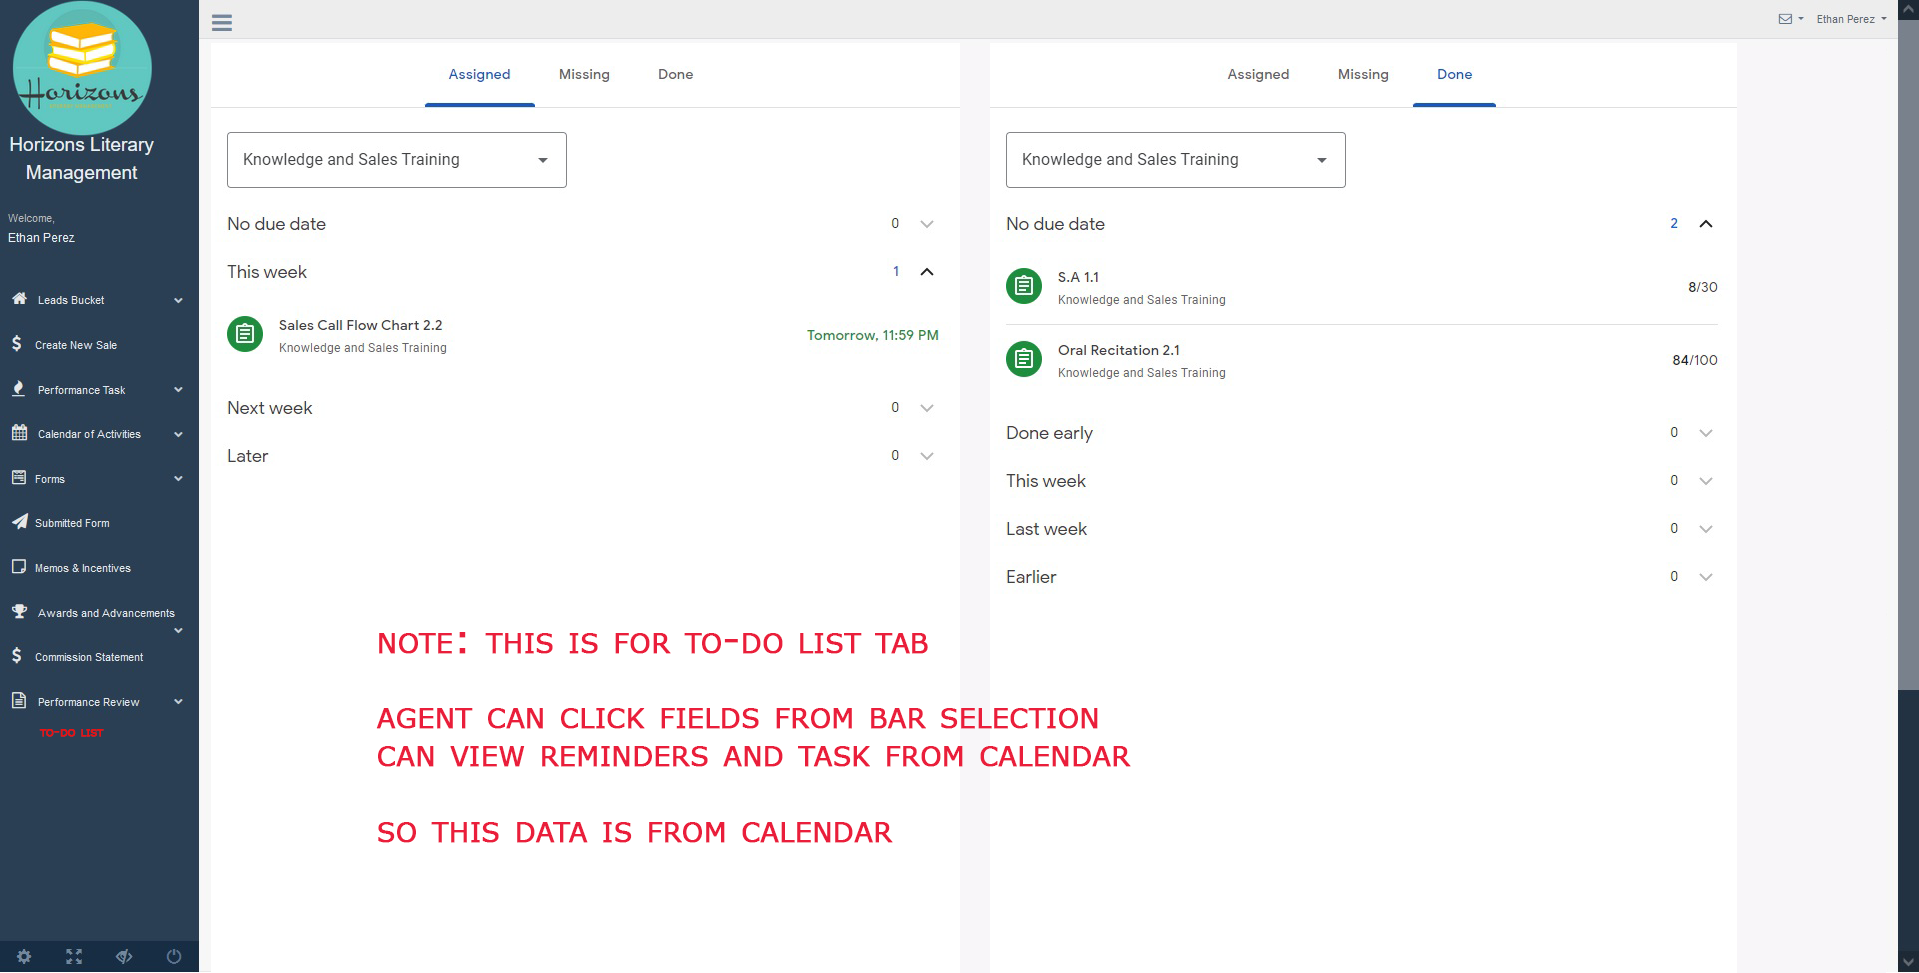 Horizons
Horizons Literary
Management
Welcome,
Ethan Perez
Leads Bucket
Create New Sale
Performance Task
Calendar of Activities
Forms
Submitted Form
Memos & Incentives
Awards and Advancements
Commission Statement
Performance Review
TO-DO LIST
Ethan Perez
Assigned Missing Done
Knowledge and Sales Training
No due date 0
This week 1
Sales Call Flow Chart 2.2
Knowledge and Sales Training
Tomorrow, 11:59 PM
Next week 0
Later 0
Assigned Missing Done
Knowledge and Sales Training
No due date 2
S.A 1.1
Knowledge and Sales Training
8/30
Oral Recitation 2.1
Knowledge and Sales Training
84/100
Done early 0
This week 0
Last week 0
Earlier 0
NOTE: THIS IS FOR TO-DO LIST TAB
AGENT CAN CLICK FIELDS FROM BAR SELECTION
CAN VIEW REMINDERS AND TASK FROM CALENDAR
SO THIS DATA IS FROM CALENDAR